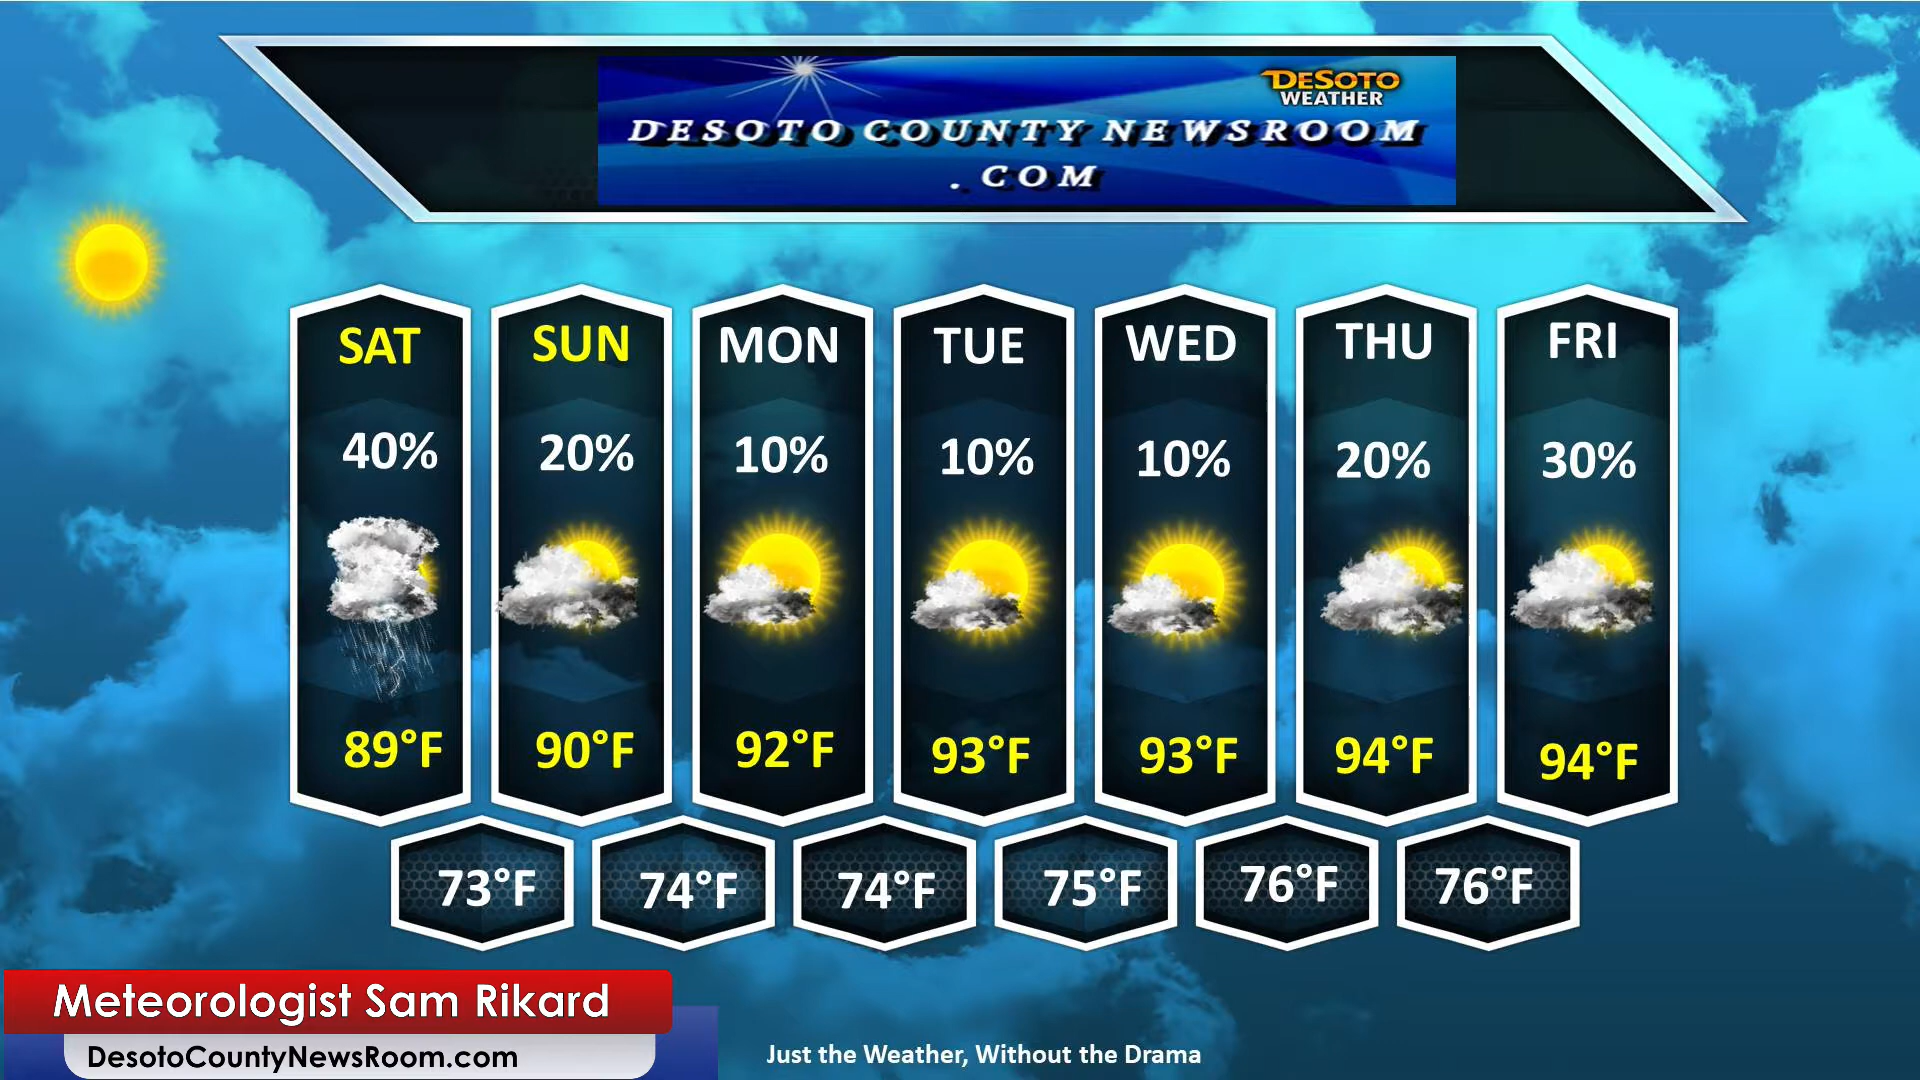 DESOTO
WEATHER
DESOTO COUNTY NEWSROOM
.COM
SAT SUN MON TUE WED THU FRI
40% 20% 10% 10% 10% 20% 30%
89°F 90°F 92°F 93°F 93°F 94°F 94°F
73°F 74°F 74°F 75°F 76°F 76°F
Meteorologist Sam Rikard
DesotoCountyNewsRoom.com
Just the Weather, Without the Drama